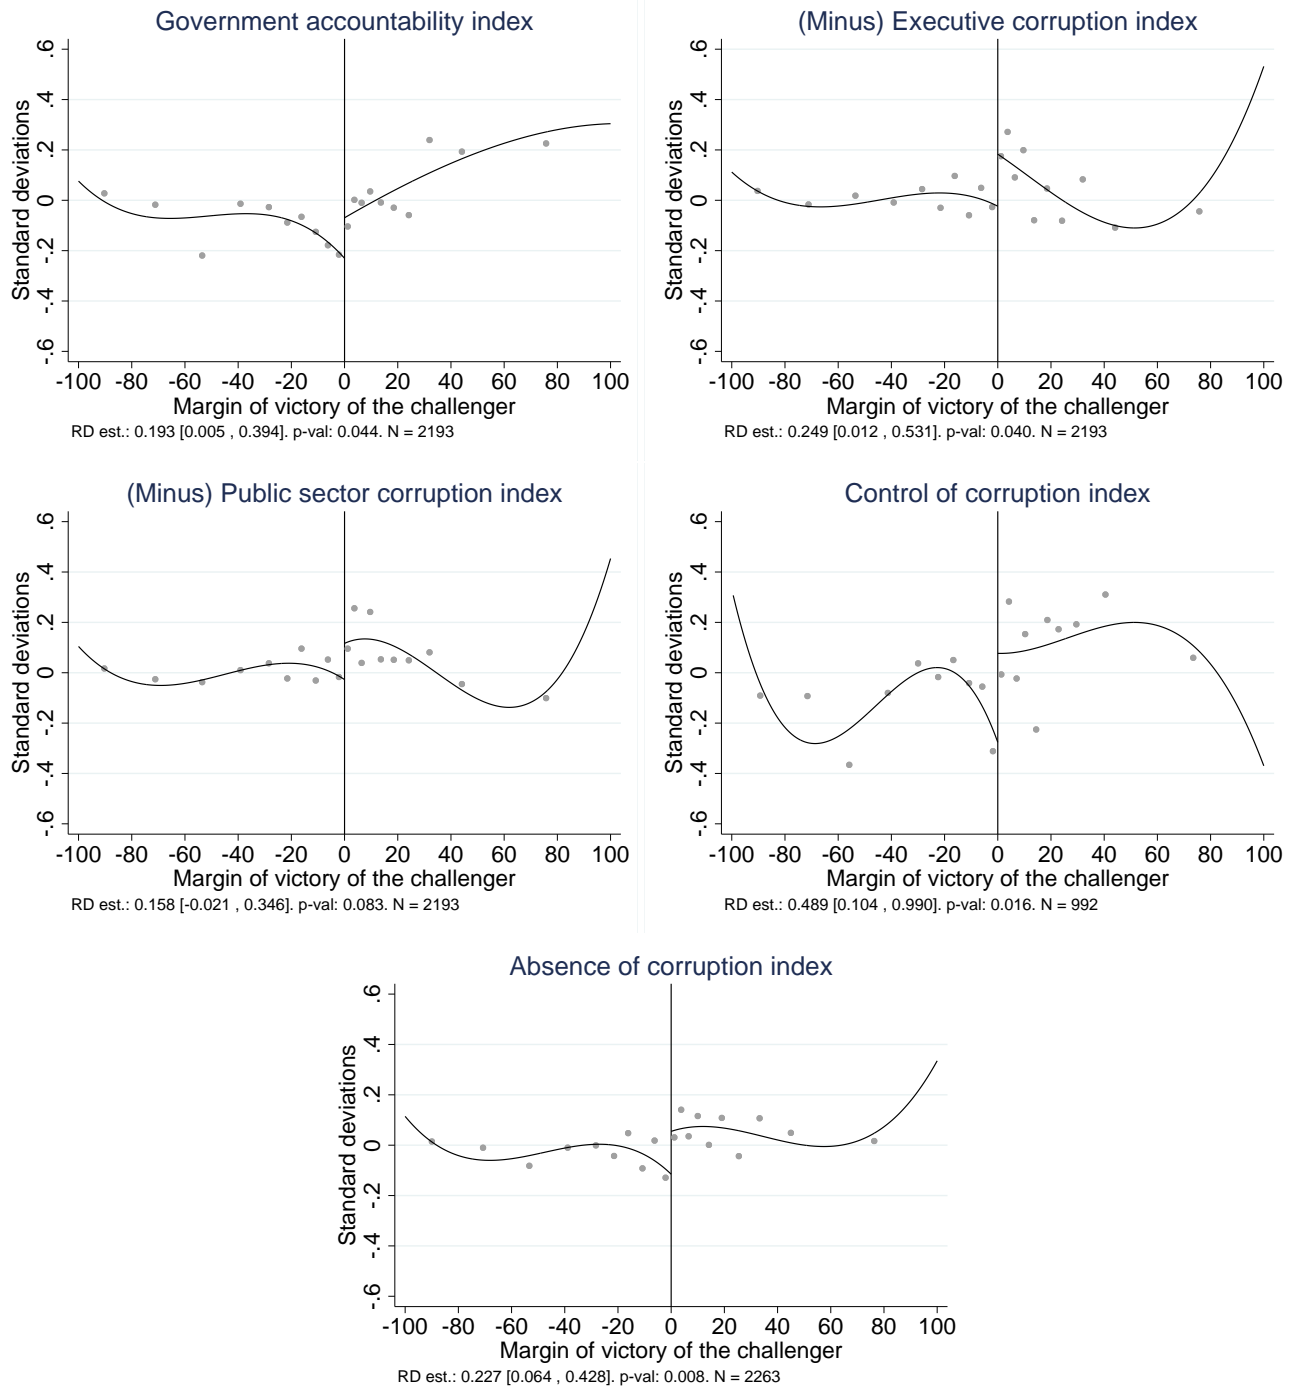 Government accountability index
Standard deviations
.6
.4
.2
0
-.2
-.4
-.6
-100 -80 -60 -40 -20 0 20 40 60 80 100
Margin of victory of the challenger
RD est.: 0.193 [0.005 , 0.394]. p-val: 0.044. N = 2193
(Minus) Executive corruption index
Standard deviations
.6
.4
.2
0
-.2
-.4
-.6
-100 -80 -60 -40 -20 0 20 40 60 80 100
Margin of victory of the challenger
RD est.: 0.249 [0.012 , 0.531]. p-val: 0.040. N = 2193
(Minus) Public sector corruption index
Standard deviations
.6
.4
.2
0
-.2
-.4
-.6
-100 -80 -60 -40 -20 0 20 40 60 80 100
Margin of victory of the challenger
RD est.: 0.158 [-0.021 , 0.346]. p-val: 0.083. N = 2193
Control of corruption index
Standard deviations
.6
.4
.2
0
-.2
-.4
-.6
-100 -80 -60 -40 -20 0 20 40 60 80 100
Margin of victory of the challenger
RD est.: 0.489 [0.104 , 0.990]. p-val: 0.016. N = 992
Absence of corruption index
Standard deviations
.6
.4
.2
0
-.2
-.4
-.6
-100 -80 -60 -40 -20 0 20 40 60 80 100
Margin of victory of the challenger
RD est.: 0.227 [0.064 , 0.428]. p-val: 0.008. N = 2263